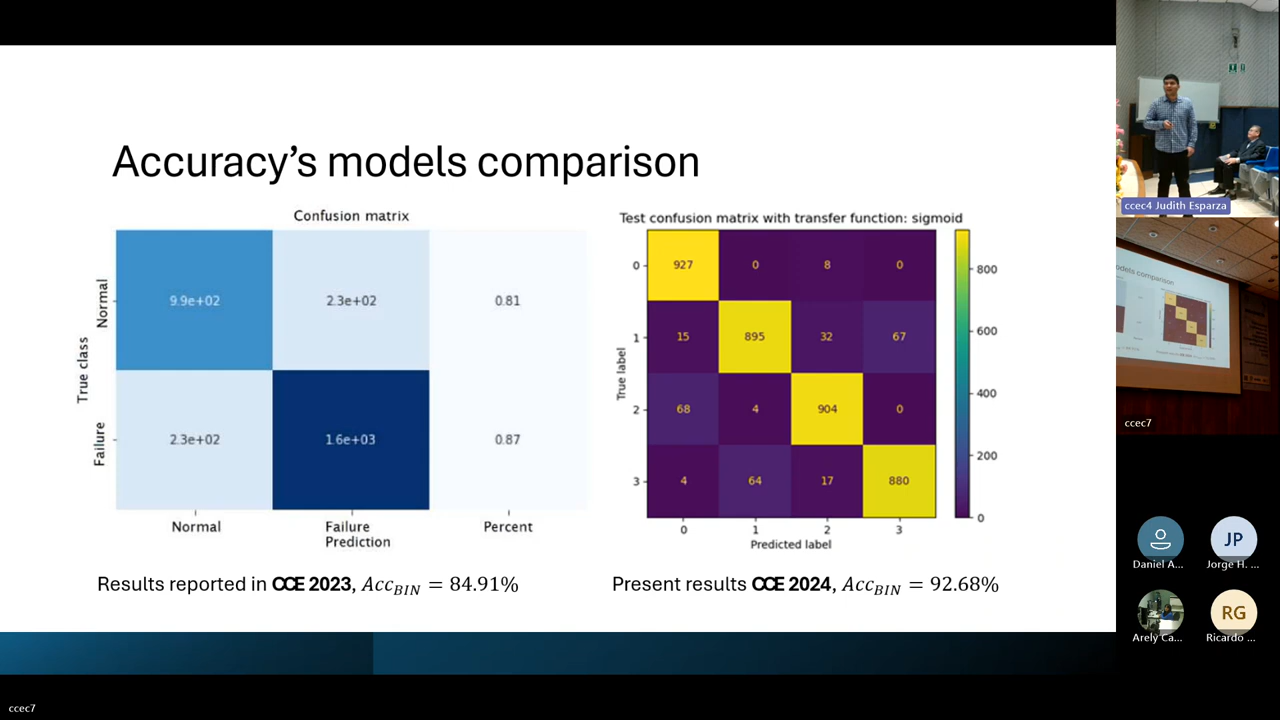 Accuracy's models comparison
Confusion matrix
True class
Normal
9.9e+02
2.3e+02
0.81
Failure
2.3e+02
1.6e+03
0.87
Normal
Failure
Prediction
Percent
Results reported in CCE 2023, Acc_BIN = 84.91%
Test confusion matrix with transfer function: sigmoid
True label
0
927
0
8
0
1
15
895
32
67
2
68
4
904
0
3
4
64
17
880
0
1
2
3
Predicted label
800
600
400
200
0
Present results CCE 2024, Acc_BIN = 92.68%
ccec4 Judith Esparza
models comparison
ccec7
JP
Daniel A...
Jorge H. ...
RG
Arely Ca...
Ricardo ...
ccec7